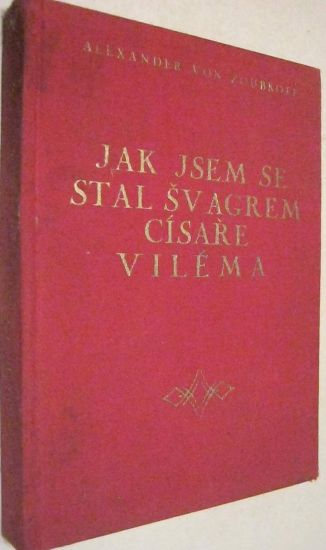 ALEXANDER VON ZOUBKOFF
JAK JSEM SE
STAL ŠVAGREM
CÍSAŘE
VILÉMA